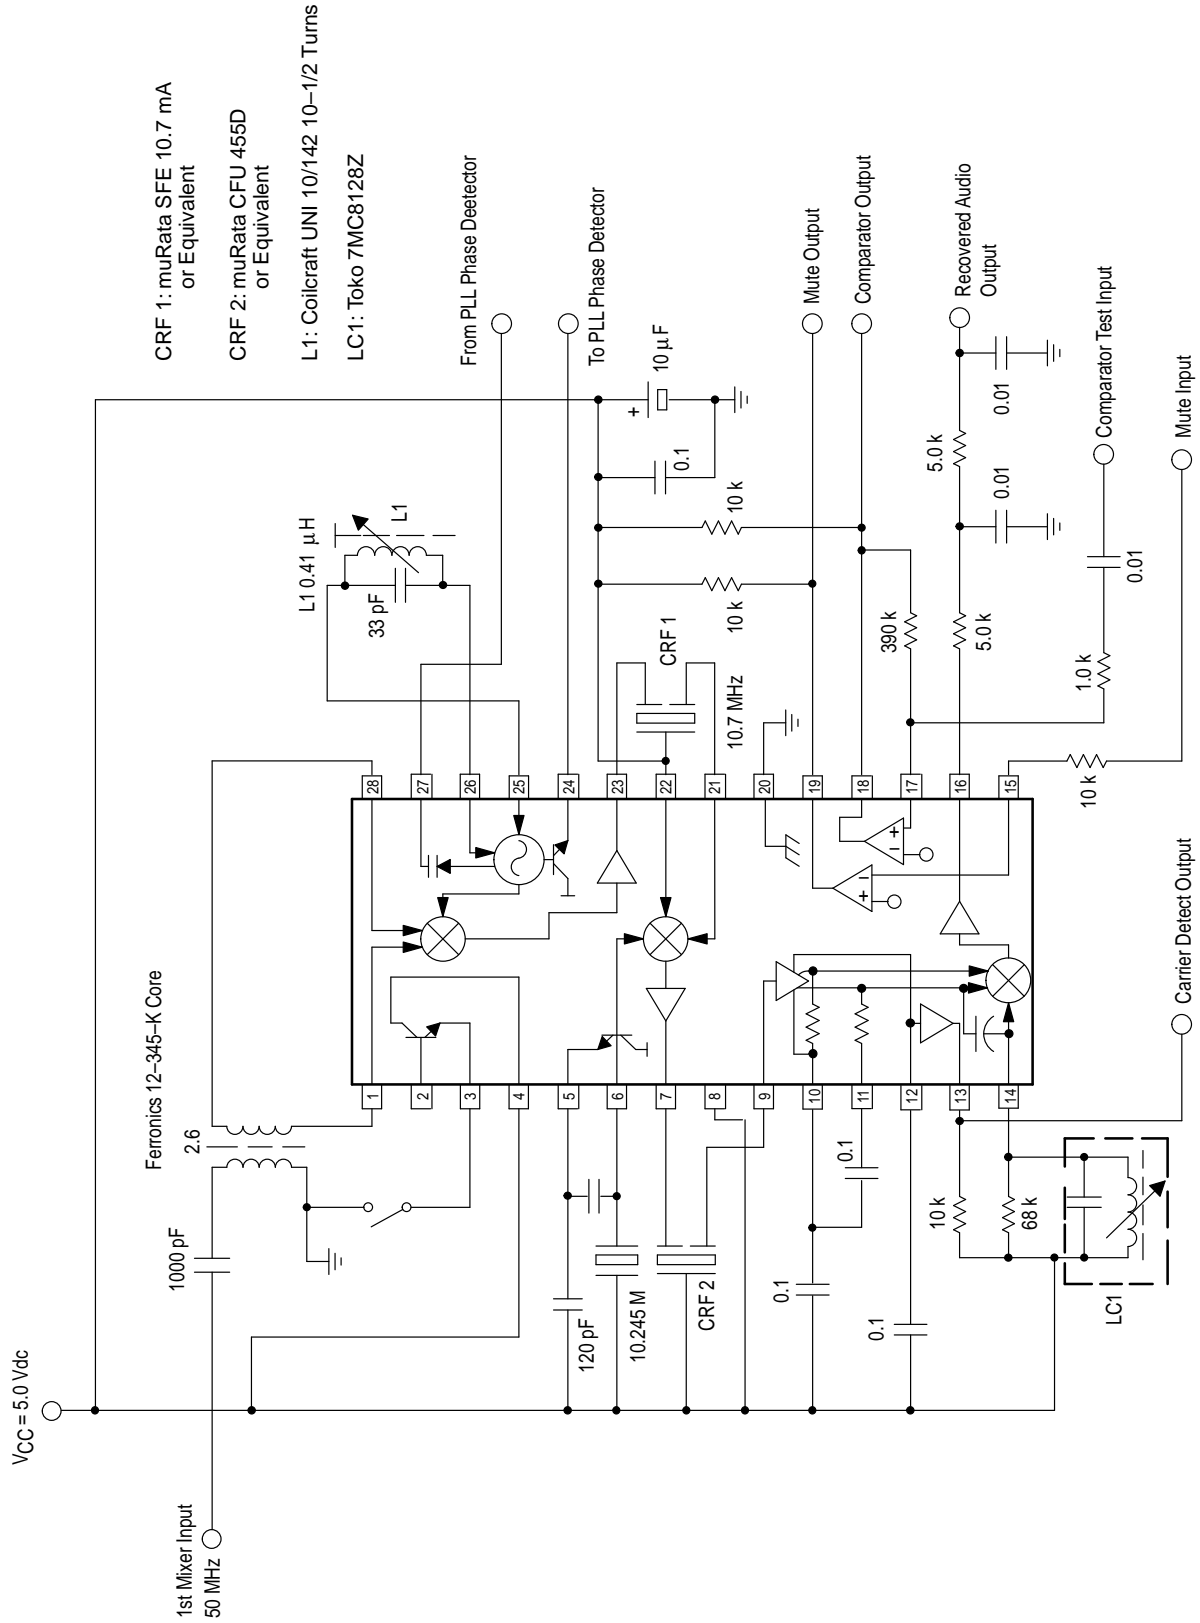 CRF 1: muRata SFE 10.7 mA
or Equivalent
CRF 2: muRata CFU 455D
or Equivalent
L1: Coilcraft UNI 10/142 10–1/2 Turns
LC1: Toko 7MC8128Z
VCC = 5.0 Vdc
1st Mixer Input
50 MHz
1000 pF
Ferronics 12–345–K Core
2.6
L1 0.41 µH
33 pF
L1
From PLL Phase Deetector
To PLL Phase Detector
1
2
3
4
5
6
7
8
9
10
11
12
13
14
28
27
26
25
24
23
22
21
20
19
18
17
16
15
120 pF
10.245 M
CRF 2
0.1
0.1
0.1
10 k
68 k
LC1
Carrier Detect Output
CRF 1
10.7 MHz
+
10 µF
0.1
10 k
10 k
Mute Output
Comparator Output
390 k
5.0 k
5.0 k
0.01
0.01
Recovered Audio
Output
1.0 k
0.01
Comparator Test Input
10 k
Mute Input
+
–
–
+